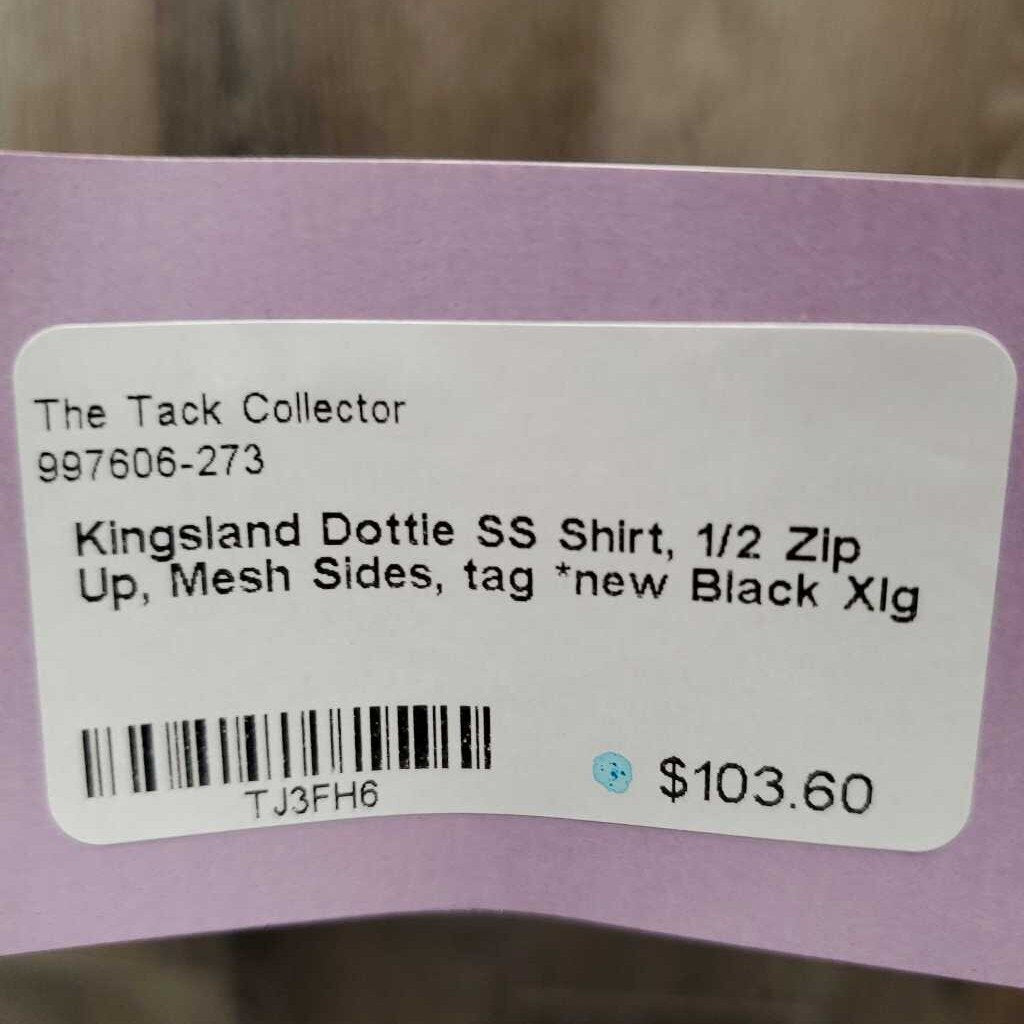 The Tack Collector
997606-273
Kingsland Dottie SS Shirt, 1/2 Zip
Up, Mesh Sides, tag *new Black Xlg
TJ3FH6
$103.60